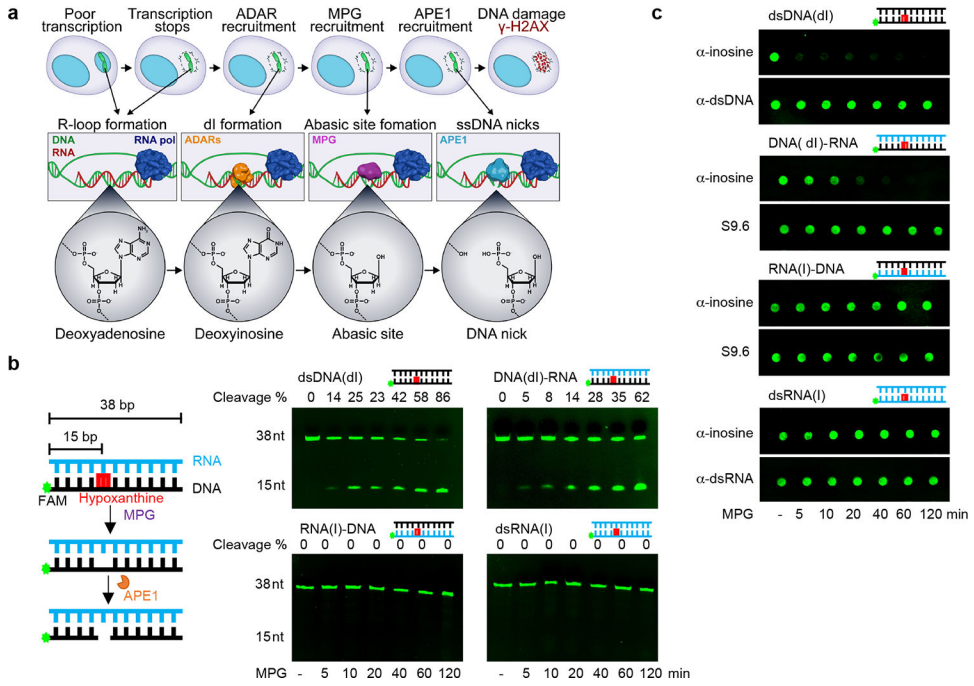 a
Poor transcription
Transcription stops
ADAR recruitment
MPG recruitment
APE1 recruitment
DNA damage γ-H2AX
R-loop formation
dI formation
Abasic site fomation
ssDNA nicks
DNA
RNA
RNA pol
ADARs
MPG
APE1
NH₂
N
N
N
N
O
NH
N
N
N
OH
OH
HO
OH
Deoxyadenosine
Deoxyinosine
Abasic site
DNA nick
b
38 bp
15 bp
RNA
DNA
FAM
Hypoxanthine
MPG
APE1
dsDNA(dI)
Cleavage % 0 14 25 23 42 58 86
38nt
15nt
DNA(dI)-RNA
0 5 8 14 28 35 62
RNA(I)-DNA
Cleavage % 0 0 0 0 0 0 0
38nt
15nt
dsRNA(I)
0 0 0 0 0 0 0
MPG - 5 10 20 40 60 120
- 5 10 20 40 60 120 min
c
dsDNA(dI)
α-inosine
α-dsDNA
DNA( dI)-RNA
α-inosine
S9.6
RNA(I)-DNA
α-inosine
S9.6
dsRNA(I)
α-inosine
α-dsRNA
MPG - 5 10 20 40 60 120 min